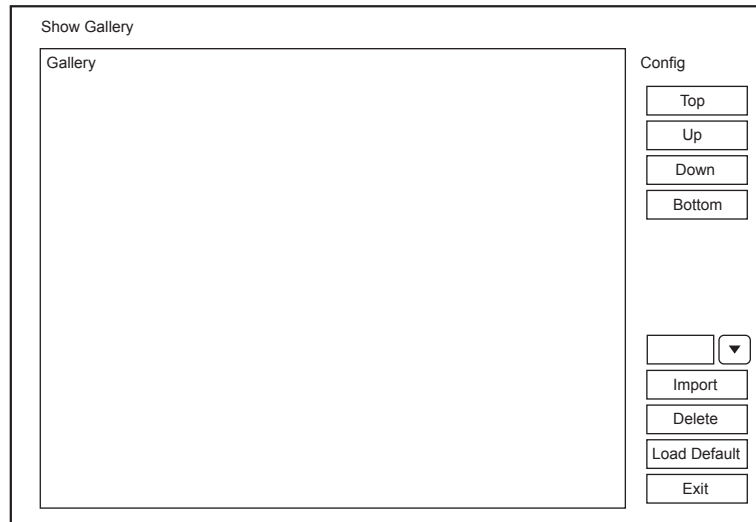 Show Gallery
Gallery
Config
Top
Up
Down
Bottom
Import
Delete
Load Default
Exit